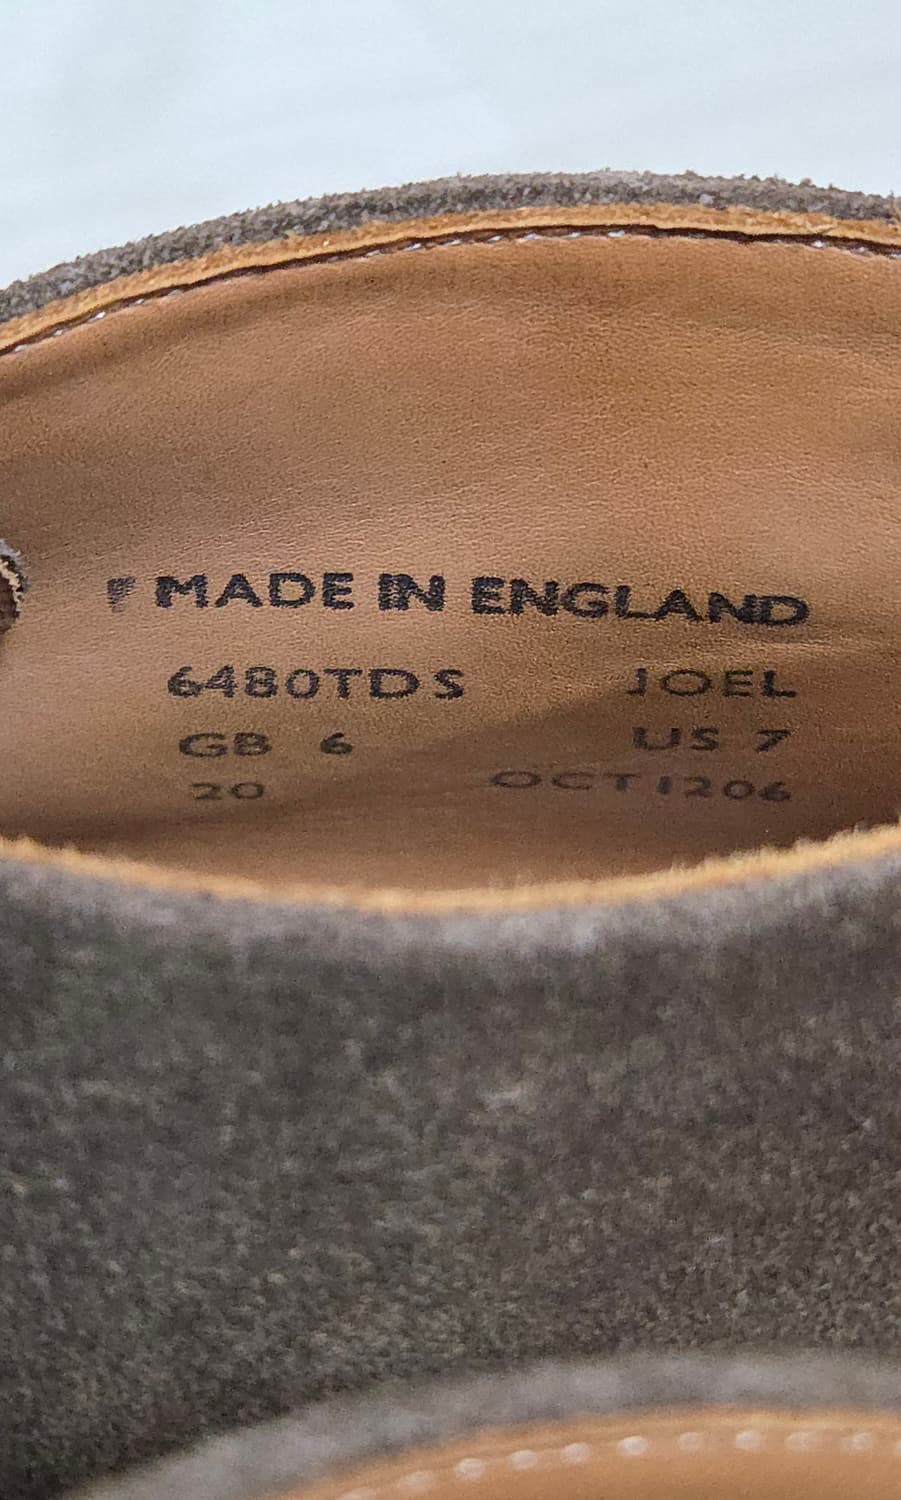 MADE IN ENGLAND
6480TDS JOEL
GB 6 US 7
20 OCT1206